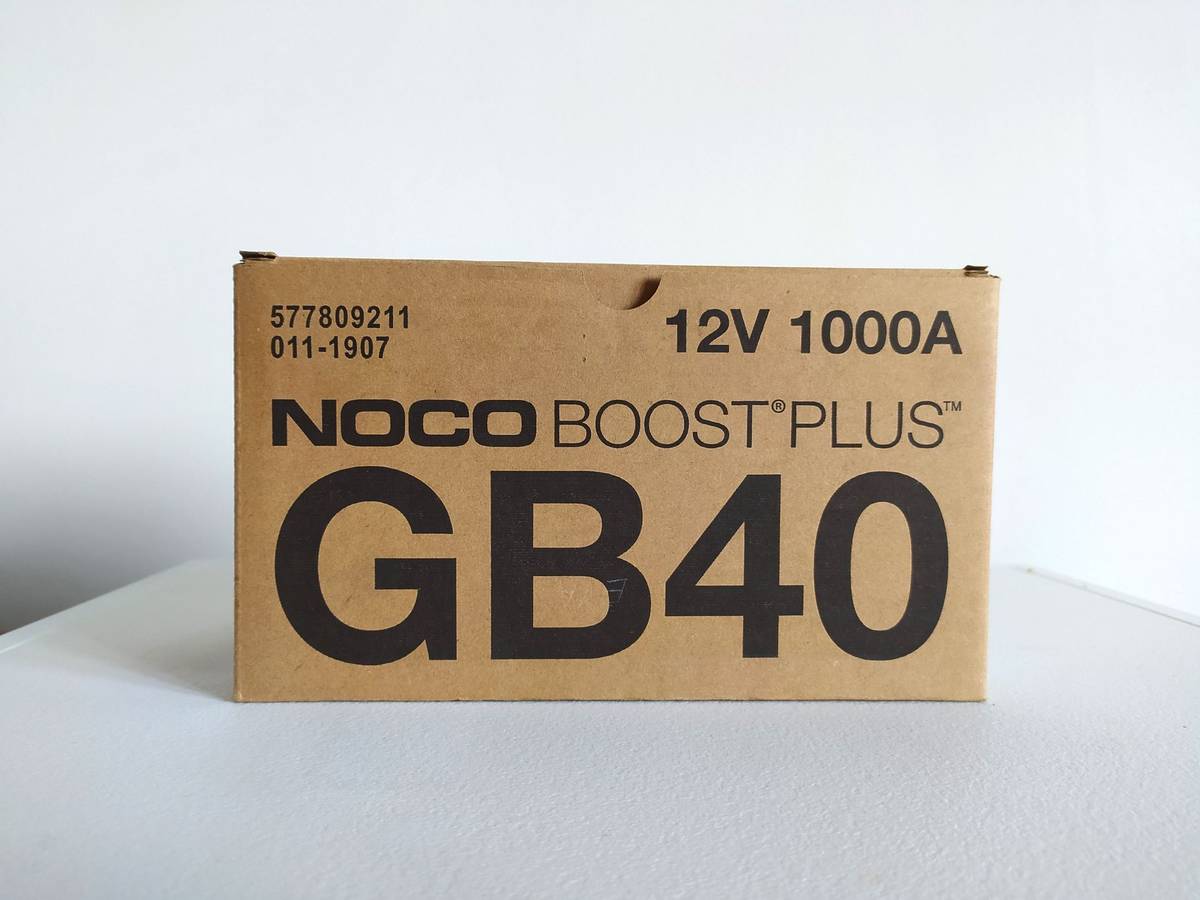 577809211
011-1907
12V 1000A
NOCO BOOST® PLUS™
GB40